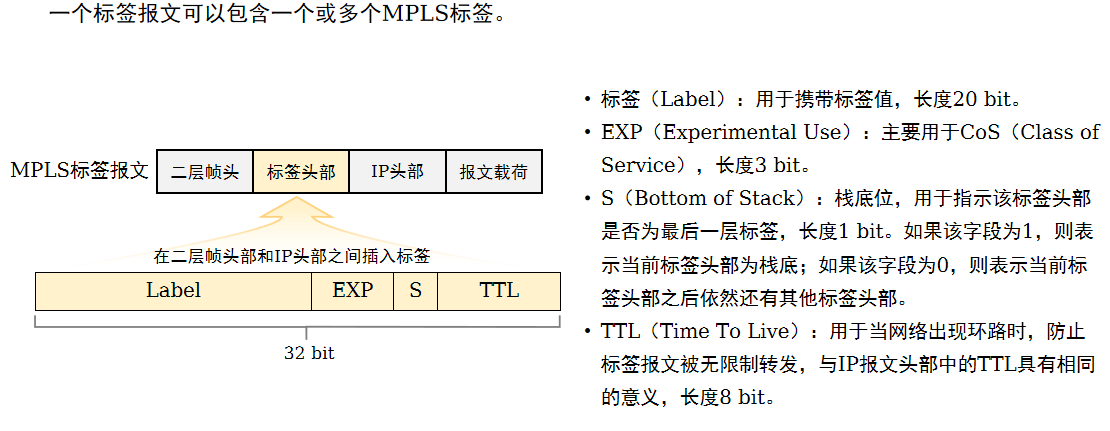 一个标签报文可以包含一个或多个MPLS标签。
MPLS标签报文
二层帧头
标签头部
IP头部
报文载荷
在二层帧头部和IP头部之间插入标签
Label
EXP
S
TTL
32 bit
• 标签（Label）：用于携带标签值，长度20 bit。
• EXP（Experimental Use）：主要用于CoS（Class of
Service），长度3 bit。
• S（Bottom of Stack）：栈底位，用于指示该标签头部
是否为最后一层标签，长度1 bit。如果该字段为1，则表
示当前标签头部为栈底；如果该字段为0，则表示当前标
签头部之后依然还有其他标签头部。
• TTL（Time To Live）：用于当网络出现环路时，防止
标签报文被无限制转发，与IP报文头部中的TTL具有相同
的意义，长度8 bit。